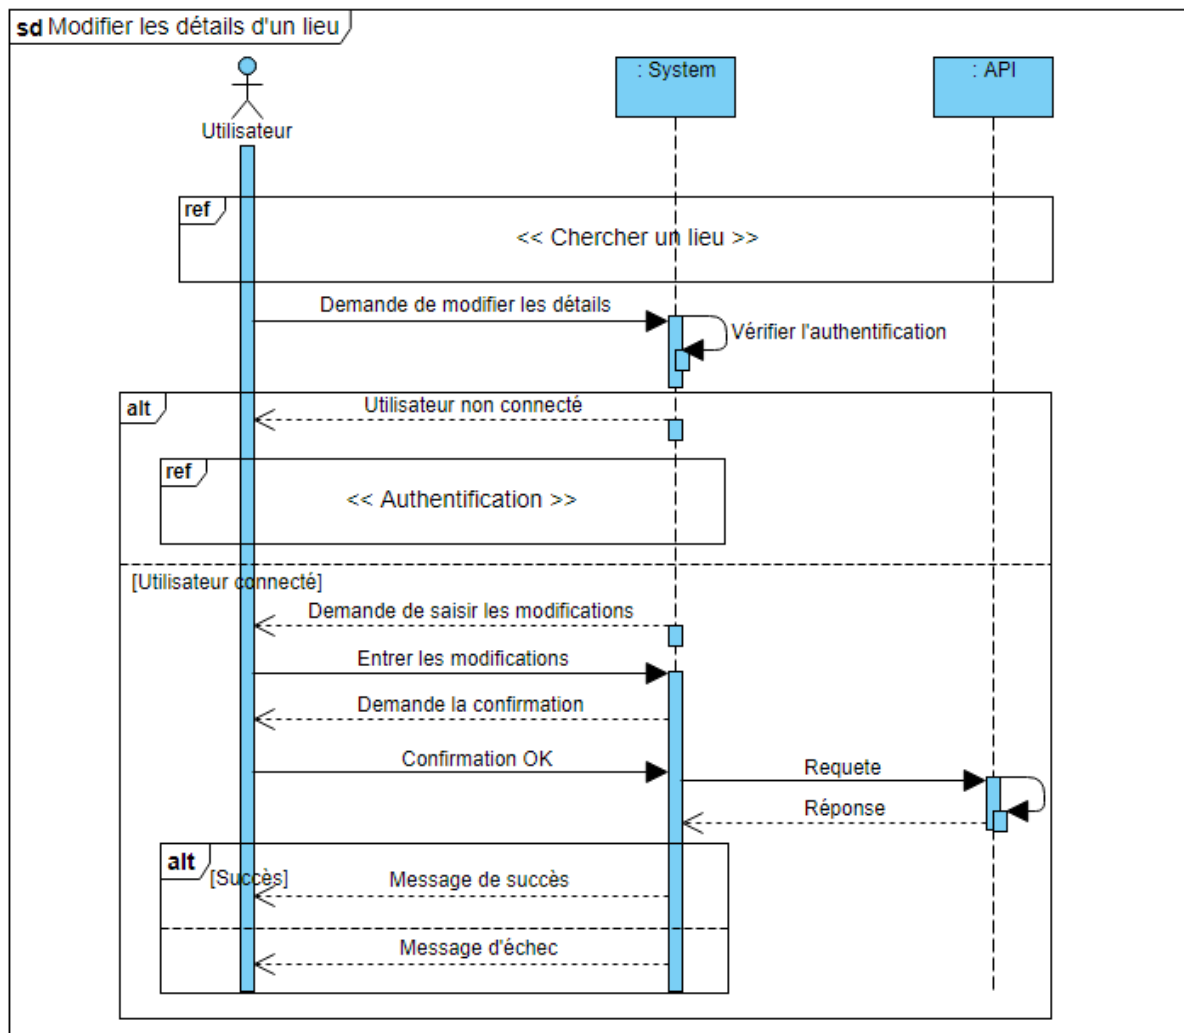 sd Modifier les détails d'un lieu
: System
: API
Utilisateur
ref
<< Chercher un lieu >>
Demande de modifier les détails
Vérifier l'authentification
alt
Utilisateur non connecté
ref
<< Authentification >>
[Utilisateur connecté]
Demande de saisir les modifications
Entrer les modifications
Demande la confirmation
Confirmation OK
Requete
Réponse
alt
[Succès]
Message de succès
Message d'échec